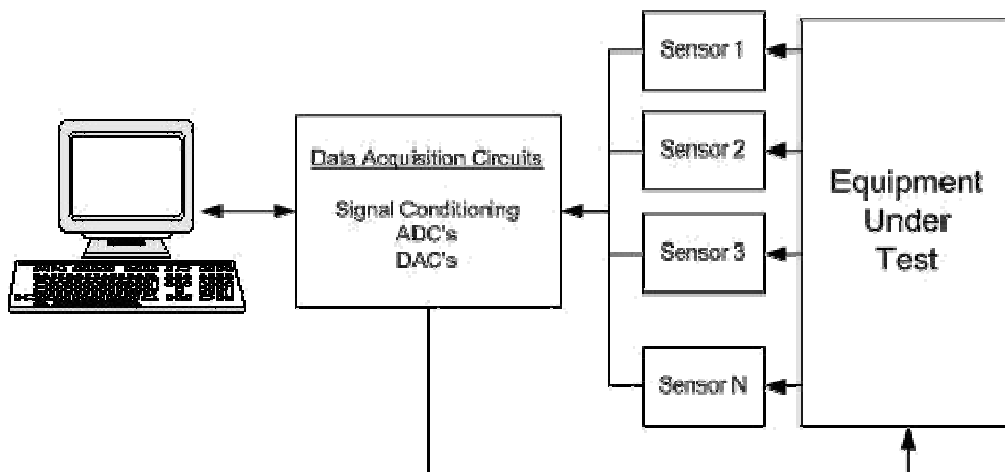 Sensor 1
Sensor 2
Sensor 3
Sensor N
Data Acquisition Circuits
Signal Conditioning
ADC's
DAC's
Equipment
Under
Test